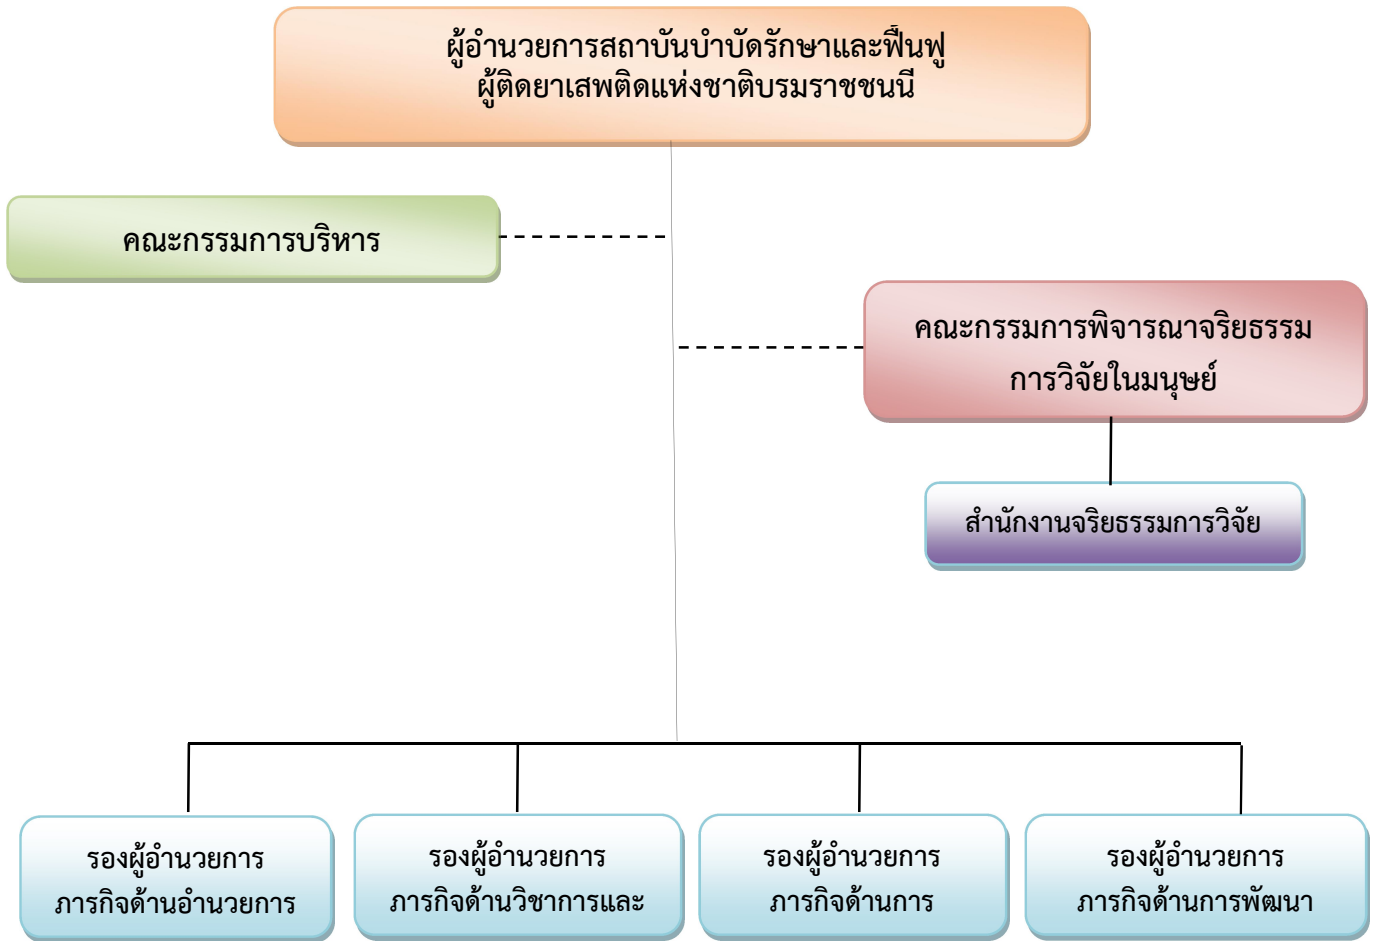 ผู้อำนวยการสถาบันบำบัดรักษาและฟื้นฟู
ผู้ติดยาเสพติดแห่งชาติบรมราชชนนี
คณะกรรมการบริหาร
คณะกรรมการพิจารณาจริยธรรม
การวิจัยในมนุษย์
สำนักงานจริยธรรมการวิจัย
รองผู้อำนวยการ
ภารกิจด้านอำนวยการ
รองผู้อำนวยการ
ภารกิจด้านวิชาการและ
รองผู้อำนวยการ
ภารกิจด้านการ
รองผู้อำนวยการ
ภารกิจด้านการพัฒนา